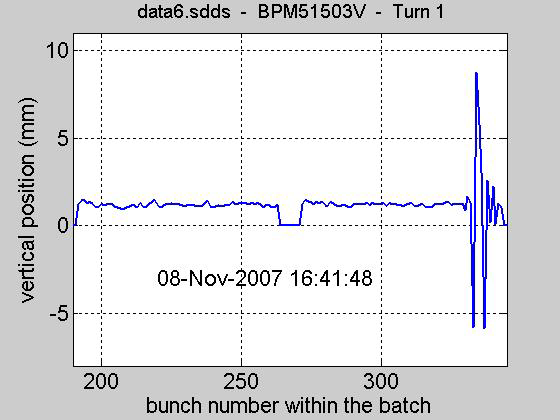 data6.sdds - BPM51503V - Turn 1
10
5
0
-5
vertical position (mm)
08-Nov-2007 16:41:48
200 250 300
bunch number within the batch